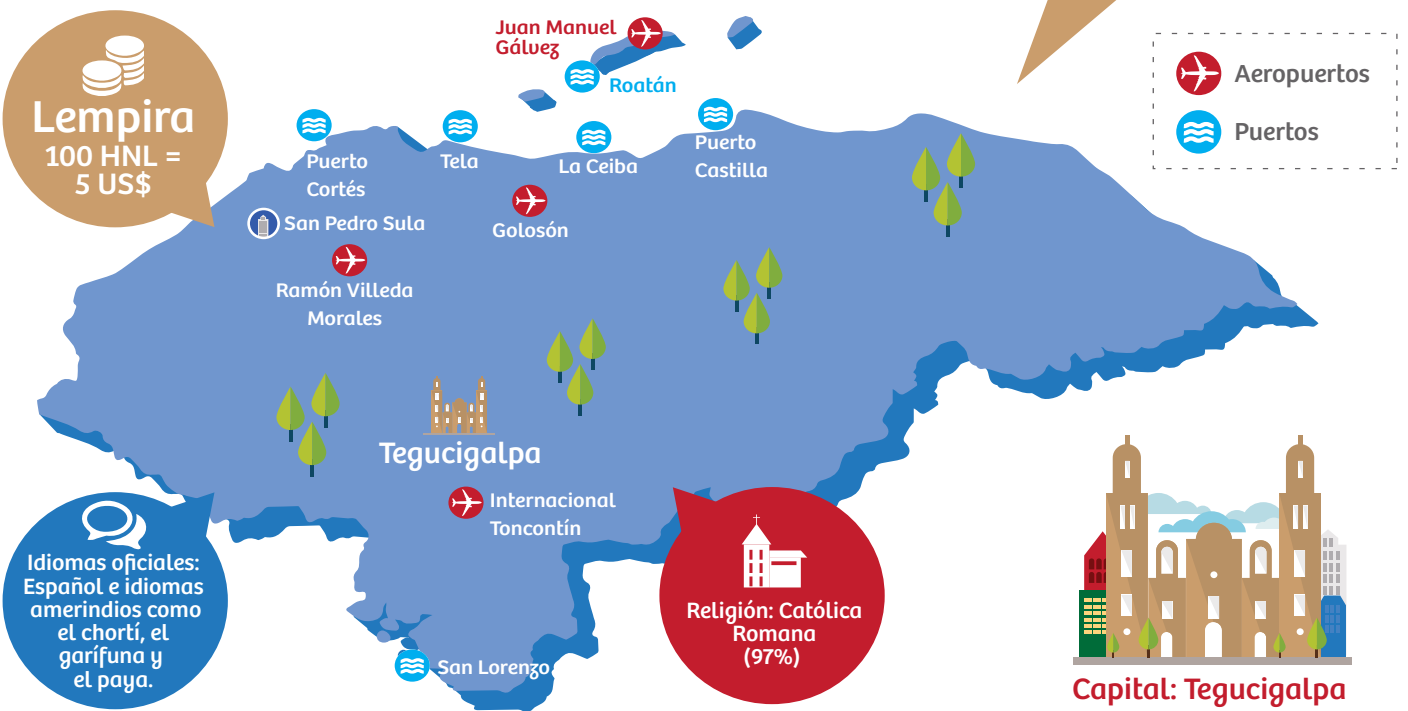 Juan Manuel
Gálvez
Roatán
Aeropuertos
Puertos
Lempira
100 HNL =
5 US$
Puerto
Cortés
Tela
La Ceiba
Puerto
Castilla
San Pedro Sula
Golosón
Ramón Villeda
Morales
Tegucigalpa
Internacional
Toncontín
Idiomas oficiales:
Español e idiomas
amerindios como
el chortí, el
garífuna y
el paya.
Religión: Católica
Romana
(97%)
San Lorenzo
Capital: Tegucigalpa